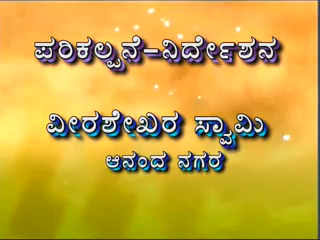 ಪರಿಕಲ್ಪನೆ-ನಿರ್ದೇಶನ
ವೀರಶೇಖರ ಸ್ವಾಮಿ
ಆನಂದ ನಗರ